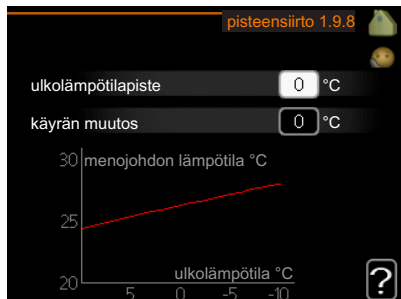 pisteensiirto 1.9.8
ulkolämpötilapiste 0 °C
käyrän muutos 0 °C
30 menojohdon lämpötila °C
25
ulkolämpötila °C
20
5 0 -5 -10
?